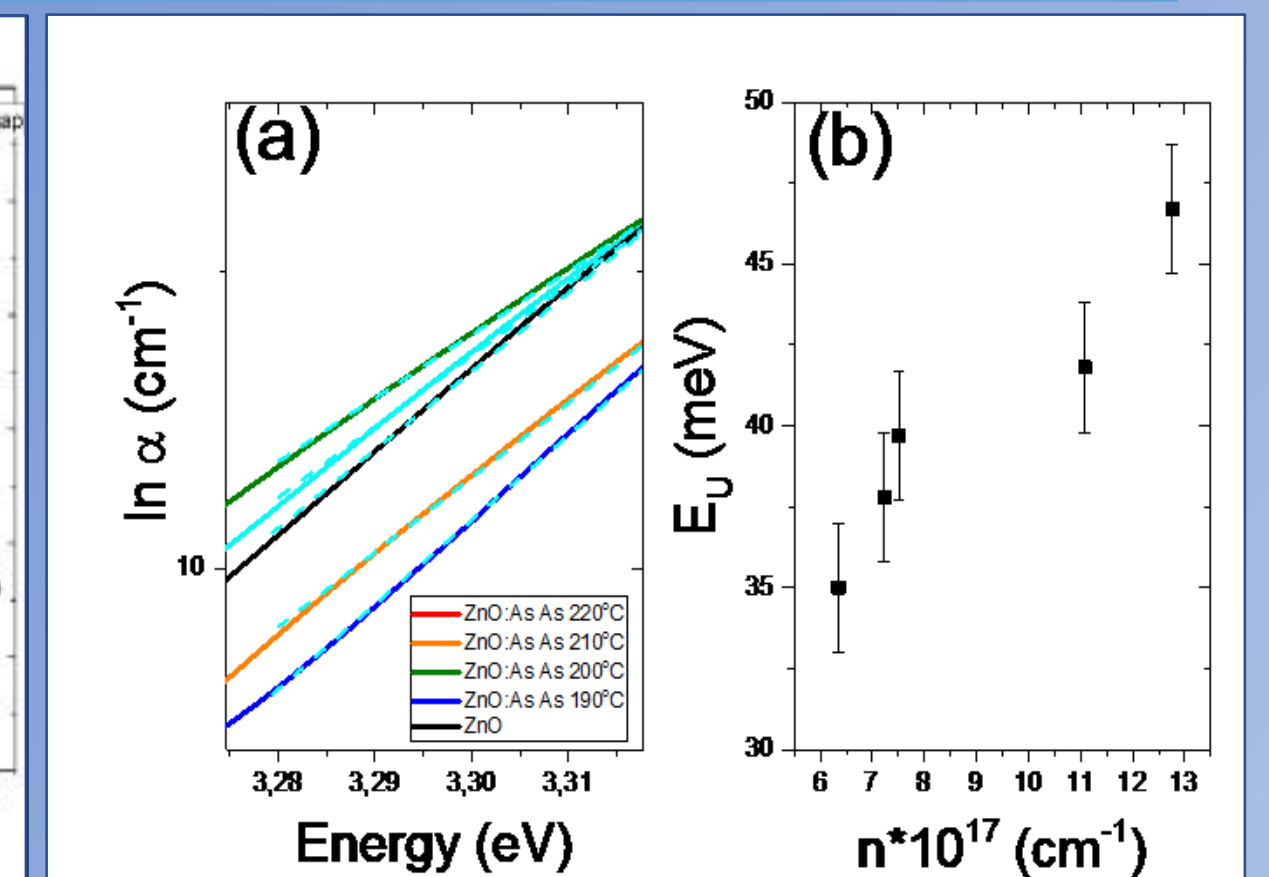 (a)
ln α (cm⁻¹)
10
ZnO:As As 220°C
ZnO:As As 210°C
ZnO:As As 200°C
ZnO:As As 190°C
ZnO
3,28 3,29 3,30 3,31
Energy (eV)
(b)
50
45
40
35
30
E_U (meV)
6 7 8 9 10 11 12 13
n*10¹⁷ (cm⁻¹)